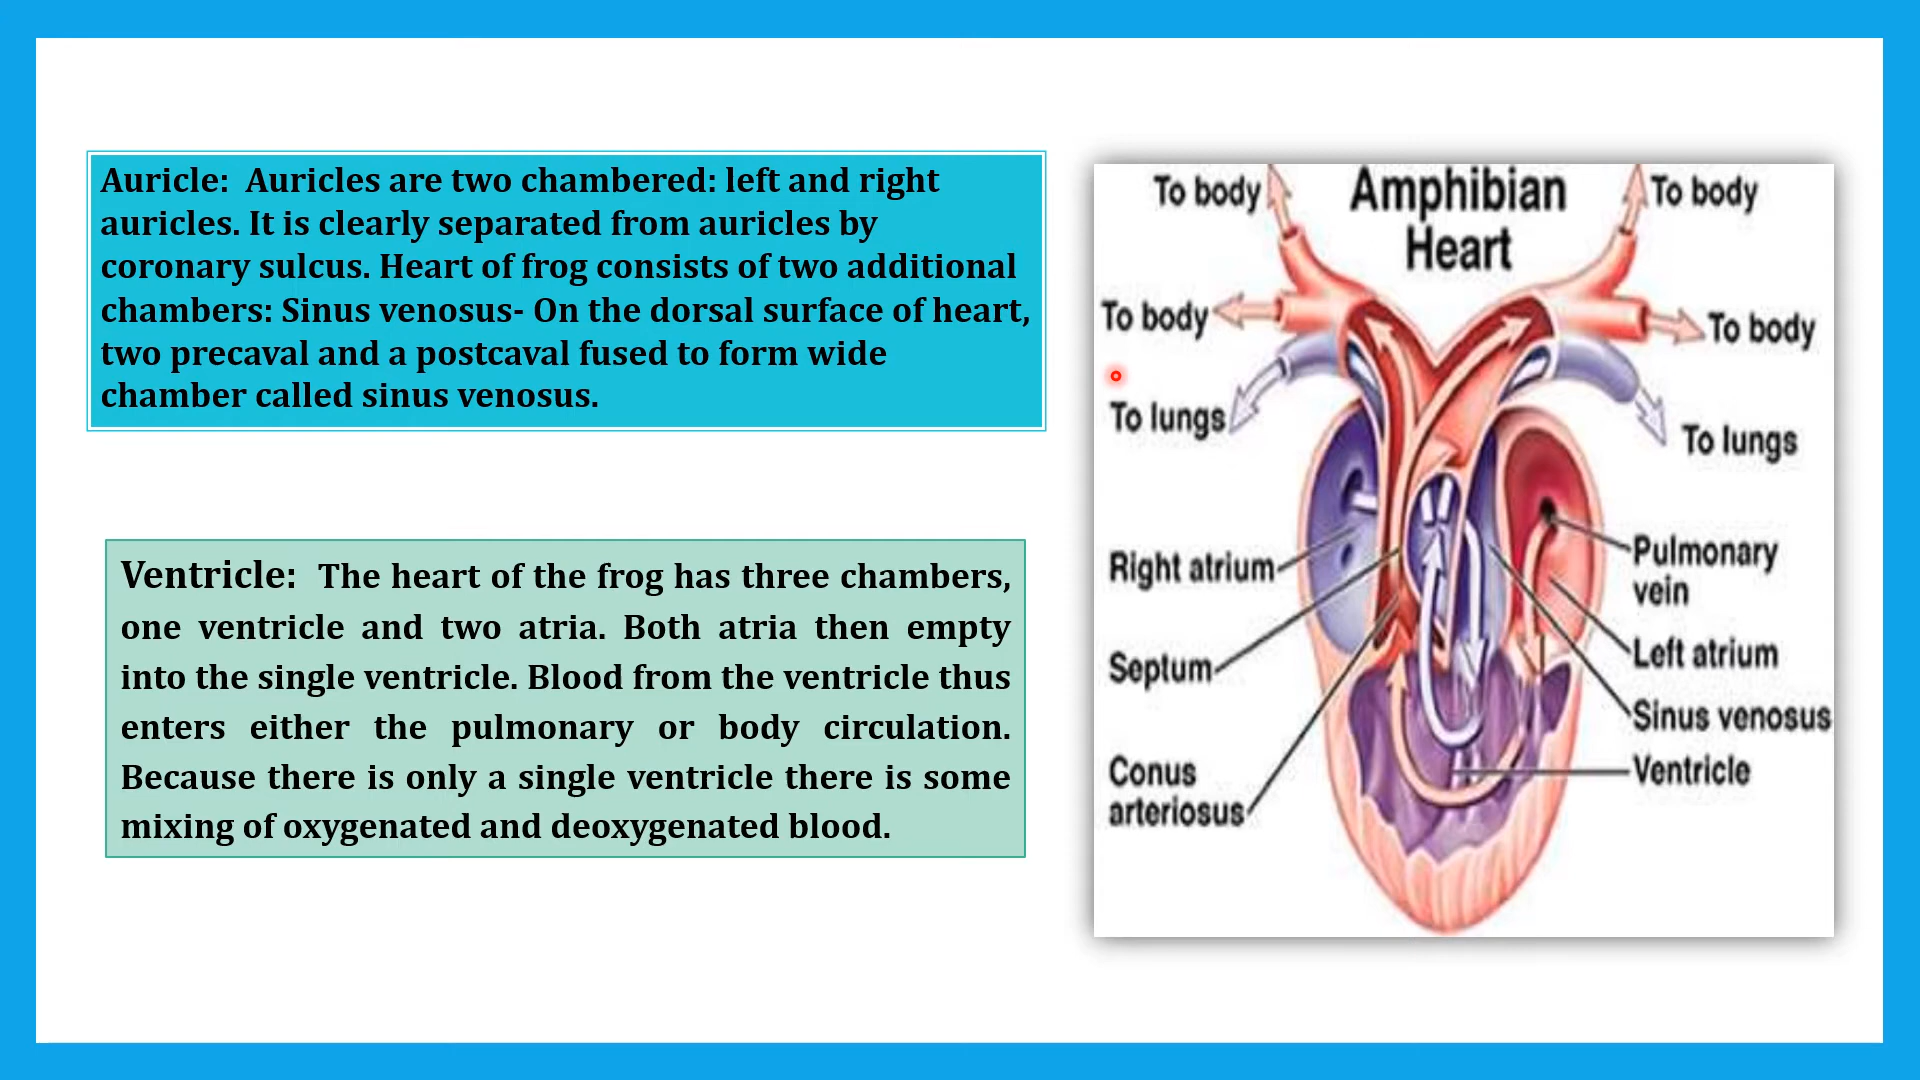 Auricle: Auricles are two chambered: left and right
auricles. It is clearly separated from auricles by
coronary sulcus. Heart of frog consists of two additional
chambers: Sinus venosus- On the dorsal surface of heart,
two precaval and a postcaval fused to form wide
chamber called sinus venosus.
Ventricle: The heart of the frog has three chambers,
one ventricle and two atria. Both atria then empty
into the single ventricle. Blood from the ventricle thus
enters either the pulmonary or body circulation.
Because there is only a single ventricle there is some
mixing of oxygenated and deoxygenated blood.
Amphibian
Heart
To body
To body
To body
To body
To lungs
To lungs
Right atrium
Septum
Conus
arteriosus
Pulmonary
vein
Left atrium
Sinus venosus
Ventricle